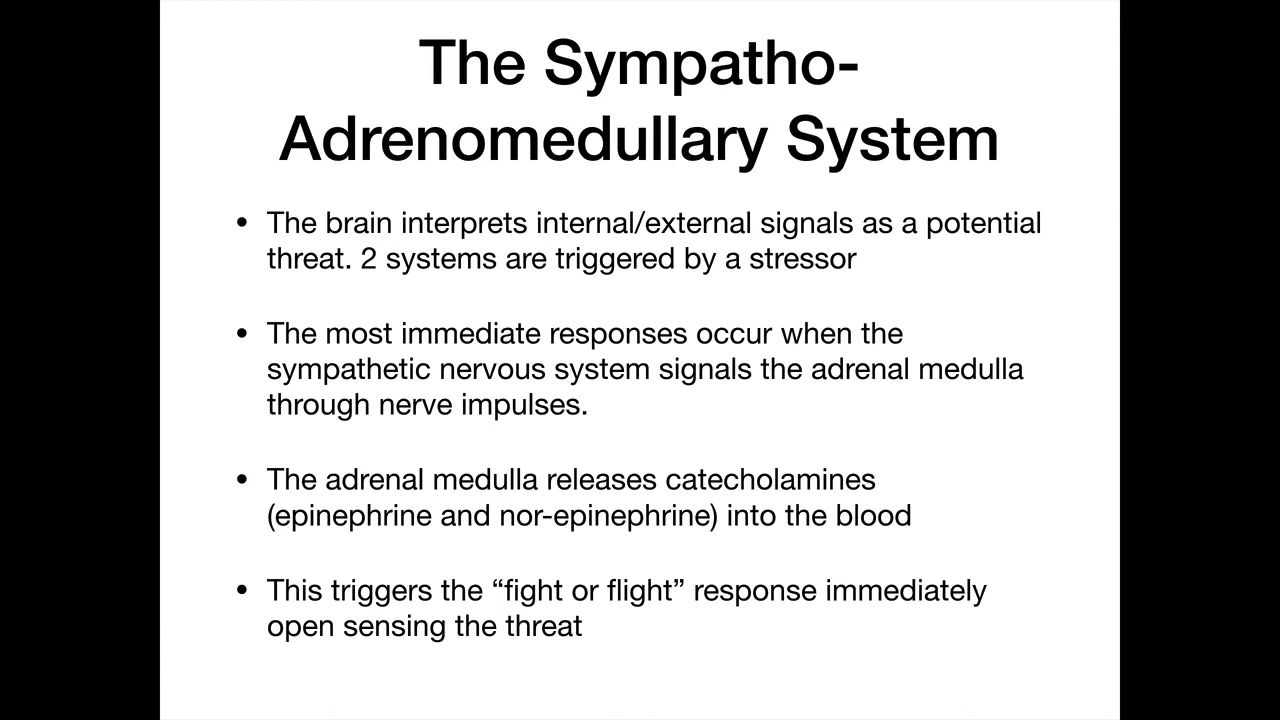 The Sympatho-
Adrenomedullary System
• The brain interprets internal/external signals as a potential
threat. 2 systems are triggered by a stressor
• The most immediate responses occur when the
sympathetic nervous system signals the adrenal medulla
through nerve impulses.
• The adrenal medulla releases catecholamines
(epinephrine and nor-epinephrine) into the blood
• This triggers the “fight or flight” response immediately
open sensing the threat